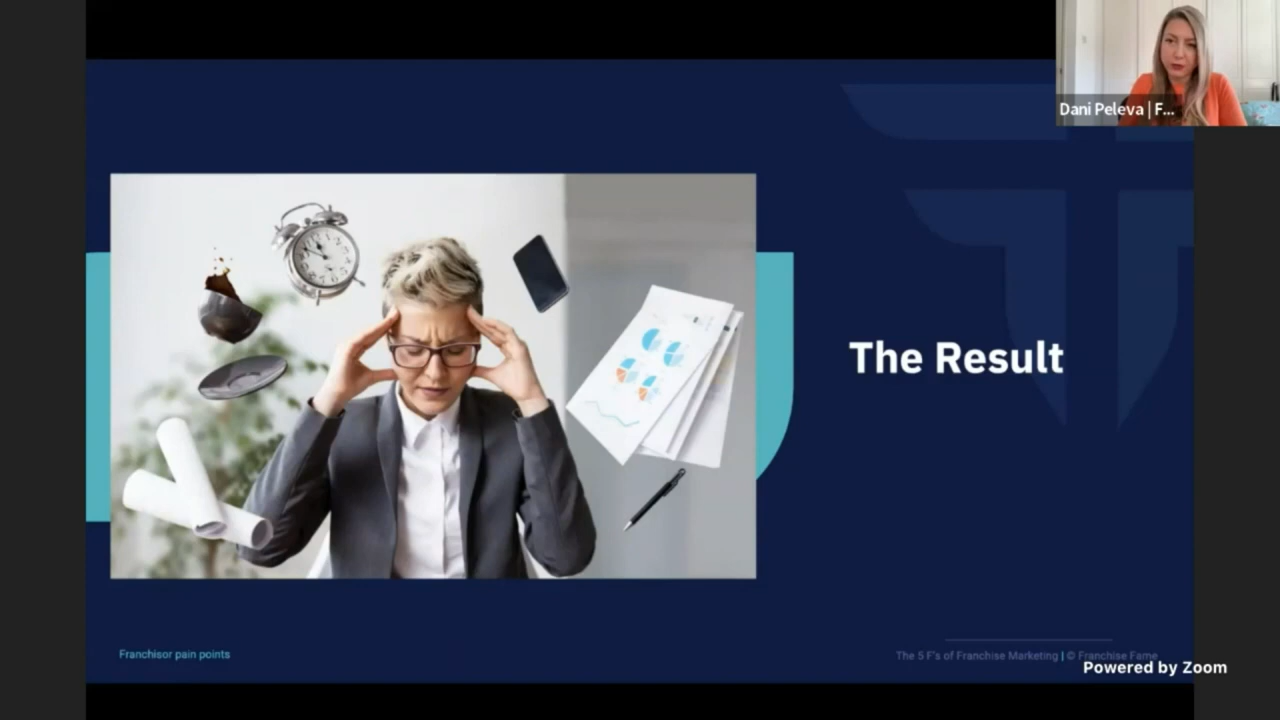 Dani Peleva | F...
The Result
Franchisor pain points
The 5 F's of Franchise Marketing | © Franchise Fame
Powered by Zoom